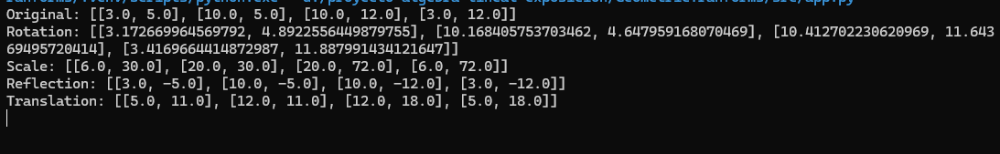 Original: [[3.0, 5.0], [10.0, 5.0], [10.0, 12.0], [3.0, 12.0]]
Rotation: [[3.172669964569792, 4.8922556449879755], [10.168405753703462, 4.647959168070469], [10.412702230620969, 11.643
69495720414], [3.4169664414872987, 11.887991434121647]]
Scale: [[6.0, 30.0], [20.0, 30.0], [20.0, 72.0], [6.0, 72.0]]
Reflection: [[3.0, -5.0], [10.0, -5.0], [10.0, -12.0], [3.0, -12.0]]
Translation: [[5.0, 11.0], [12.0, 11.0], [12.0, 18.0], [5.0, 18.0]]